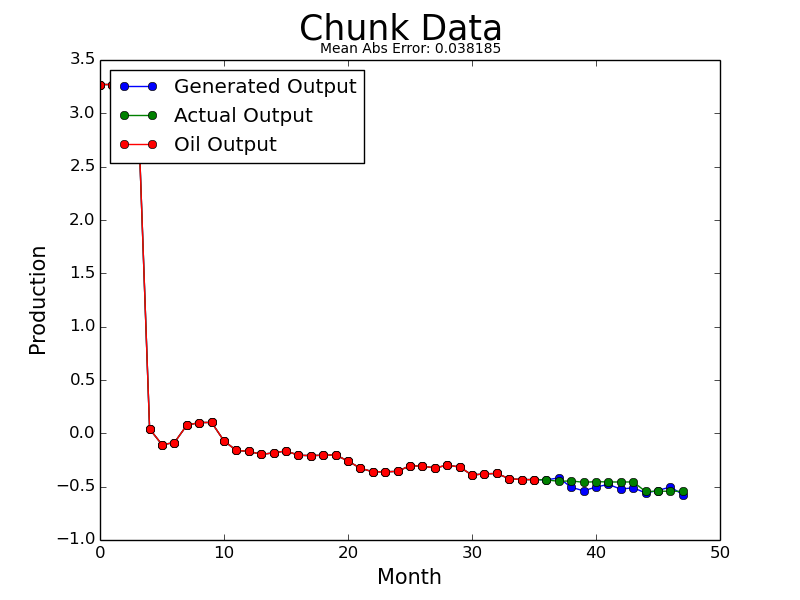 Chunk Data
Mean Abs Error: 0.038185
Generated Output
Actual Output
Oil Output
3.5
3.0
2.5
2.0
1.5
1.0
0.5
0.0
−0.5
−1.0
Production
0 10 20 30 40 50
Month